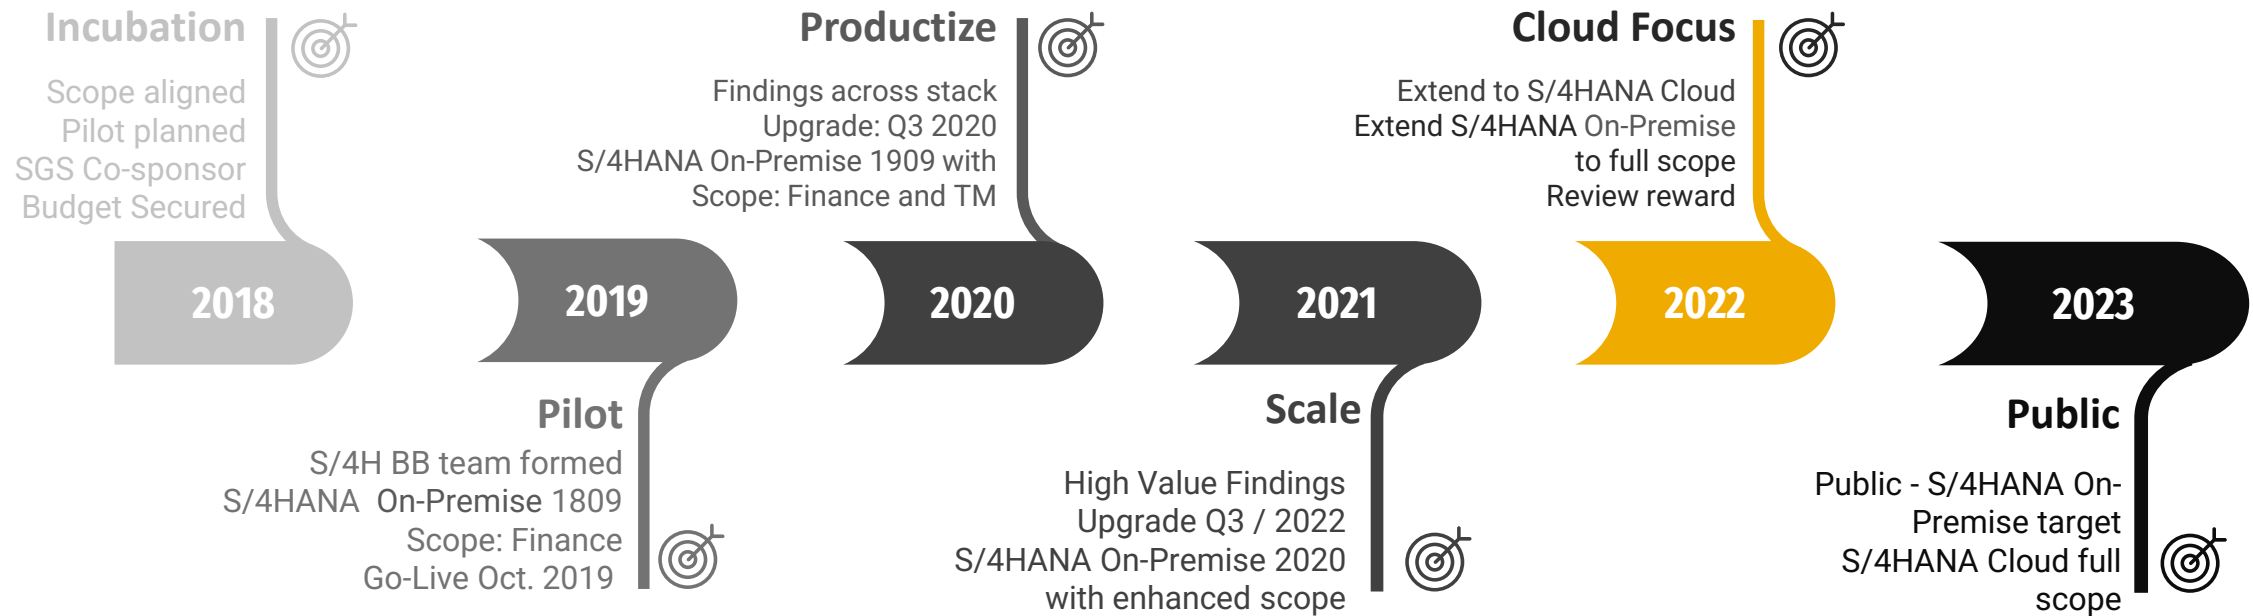 Incubation
Scope aligned
Pilot planned
SGS Co-sponsor
Budget Secured
2018
2019
Pilot
S/4H BB team formed
S/4HANA On-Premise 1809
Scope: Finance
Go-Live Oct. 2019
Productize
Findings across stack
Upgrade: Q3 2020
S/4HANA On-Premise 1909 with
Scope: Finance and TM
2020
2021
Scale
High Value Findings
Upgrade Q3 / 2022
S/4HANA On-Premise 2020
with enhanced scope
Cloud Focus
Extend to S/4HANA Cloud
Extend S/4HANA On-Premise
to full scope
Review reward
2022
2023
Public
Public - S/4HANA On-
Premise target
S/4HANA Cloud full
scope